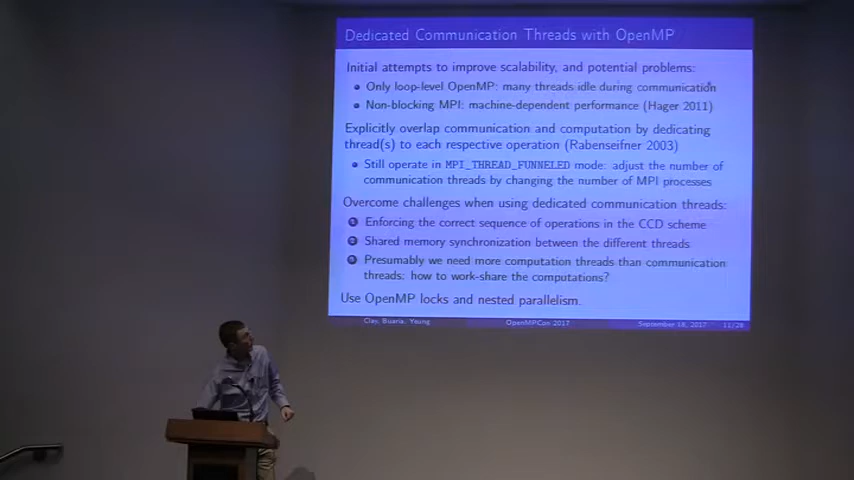 Dedicated Communication Threads with OpenMP
Initial attempts to improve scalability, and potential problems:
Only loop-level OpenMP: many threads idle during communication
Non-blocking MPI: machine-dependent performance (Hager 2011)
Explicitly overlap communication and computation by dedicating
thread(s) to each respective operation (Rabenseifner 2003)
Still operate in MPI_THREAD_FUNNELED mode: adjust the number of
communication threads by changing the number of MPI processes
Overcome challenges when using dedicated communication threads:
1 Enforcing the correct sequence of operations in the CCD scheme
2 Shared memory synchronization between the different threads
3 Presumably we need more computation threads than communication
threads: how to work-share the computations?
Use OpenMP locks and nested parallelism.
Clay, Buaria, Yeung OpenMPCon 2017 September 18, 2017 11/28